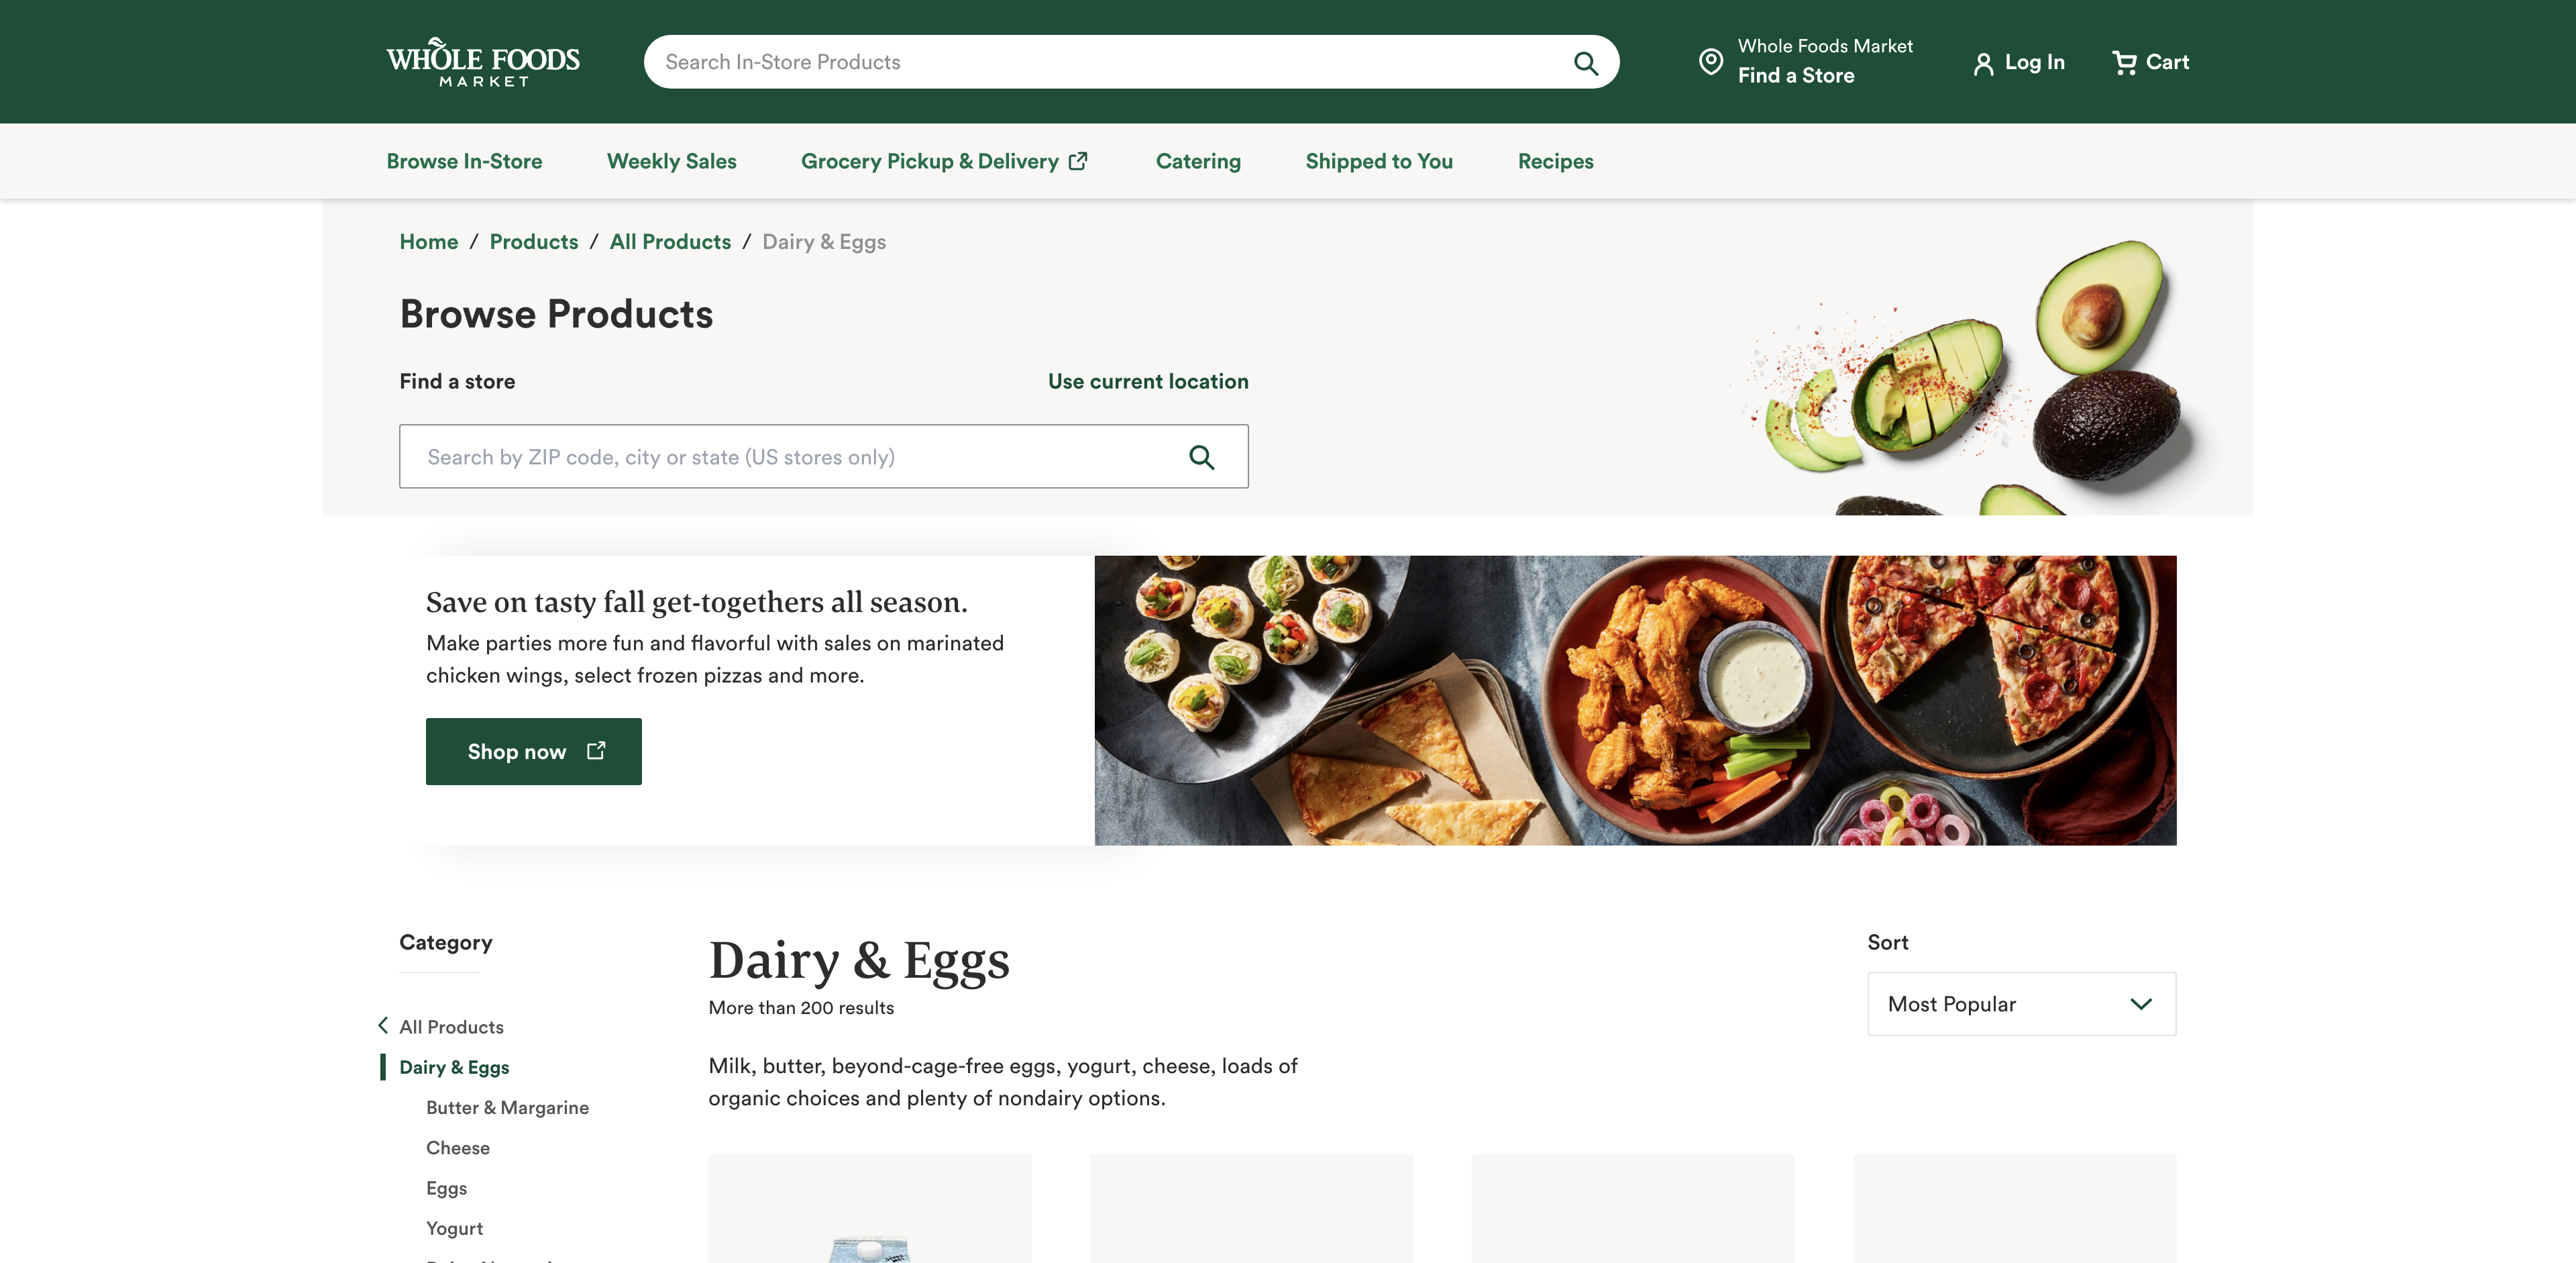 WHOLE FOODS
MARKET
Search In-Store Products
Whole Foods Market
Find a Store
Log In
Cart
Browse In-Store
Weekly Sales
Grocery Pickup & Delivery
Catering
Shipped to You
Recipes
Home / Products / All Products / Dairy & Eggs
Browse Products
Find a store
Use current location
Search by ZIP code, city or state (US stores only)
Save on tasty fall get-togethers all season.
Make parties more fun and flavorful with sales on marinated
chicken wings, select frozen pizzas and more.
Shop now
Category
All Products
Dairy & Eggs
Butter & Margarine
Cheese
Eggs
Yogurt
Dairy & Eggs
More than 200 results
Milk, butter, beyond-cage-free eggs, yogurt, cheese, loads of
organic choices and plenty of nondairy options.
Sort
Most Popular